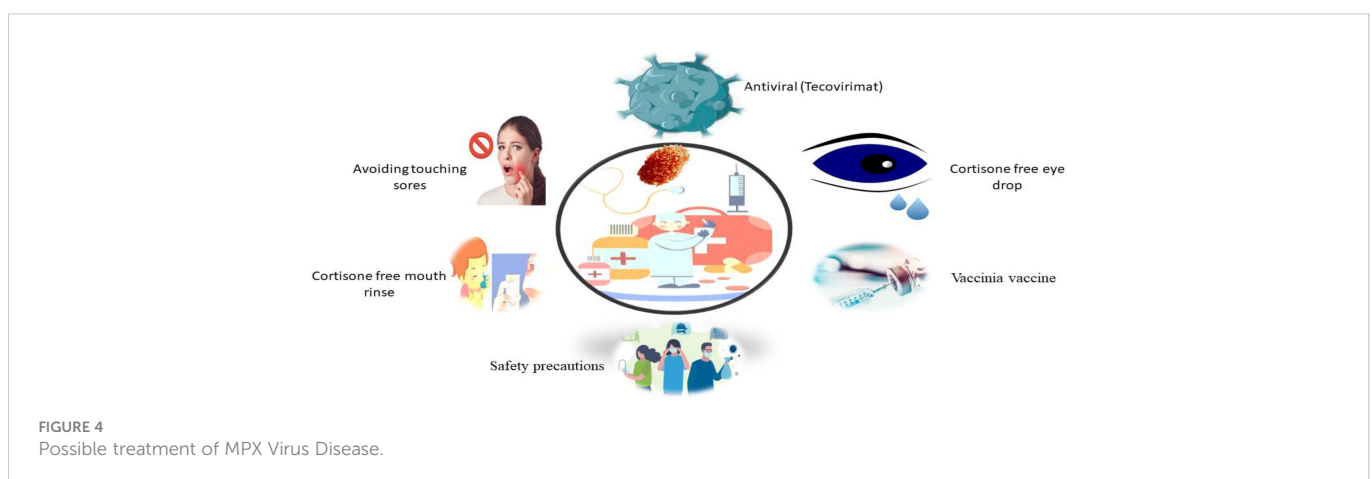 Antiviral (Tecovirimat)
Avoiding touching
sores
Cortisone free eye
drop
Cortisone free mouth
rinse
Vaccinia vaccine
Safety precautions
FIGURE 4
Possible treatment of MPX Virus Disease.